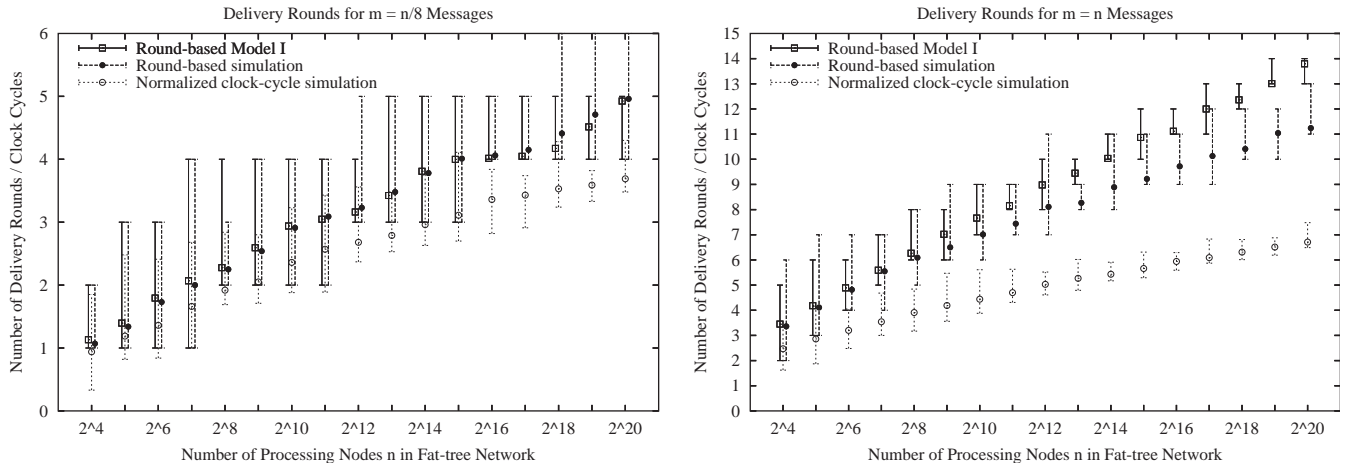 Delivery Rounds for m = n/8 Messages
Number of Delivery Rounds / Clock Cycles
6
5
4
3
2
1
0
Round-based Model I
Round-based simulation
Normalized clock-cycle simulation
2^4 2^6 2^8 2^10 2^12 2^14 2^16 2^18 2^20
Number of Processing Nodes n in Fat-tree Network
Delivery Rounds for m = n Messages
Number of Delivery Rounds / Clock Cycles
15
14
13
12
11
10
9
8
7
6
5
4
3
2
1
0
Round-based Model I
Round-based simulation
Normalized clock-cycle simulation
2^4 2^6 2^8 2^10 2^12 2^14 2^16 2^18 2^20
Number of Processing Nodes n in Fat-tree Network